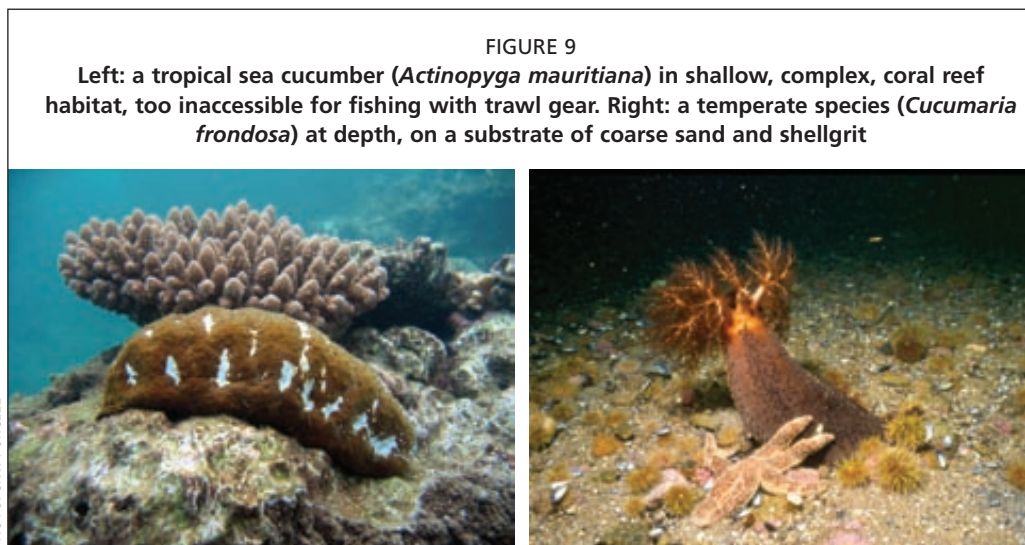 FIGURE 9
Left: a tropical sea cucumber (Actinopyga mauritiana) in shallow, complex, coral reef
habitat, too inaccessible for fishing with trawl gear. Right: a temperate species (Cucumaria
frondosa) at depth, on a substrate of coarse sand and shellgrit